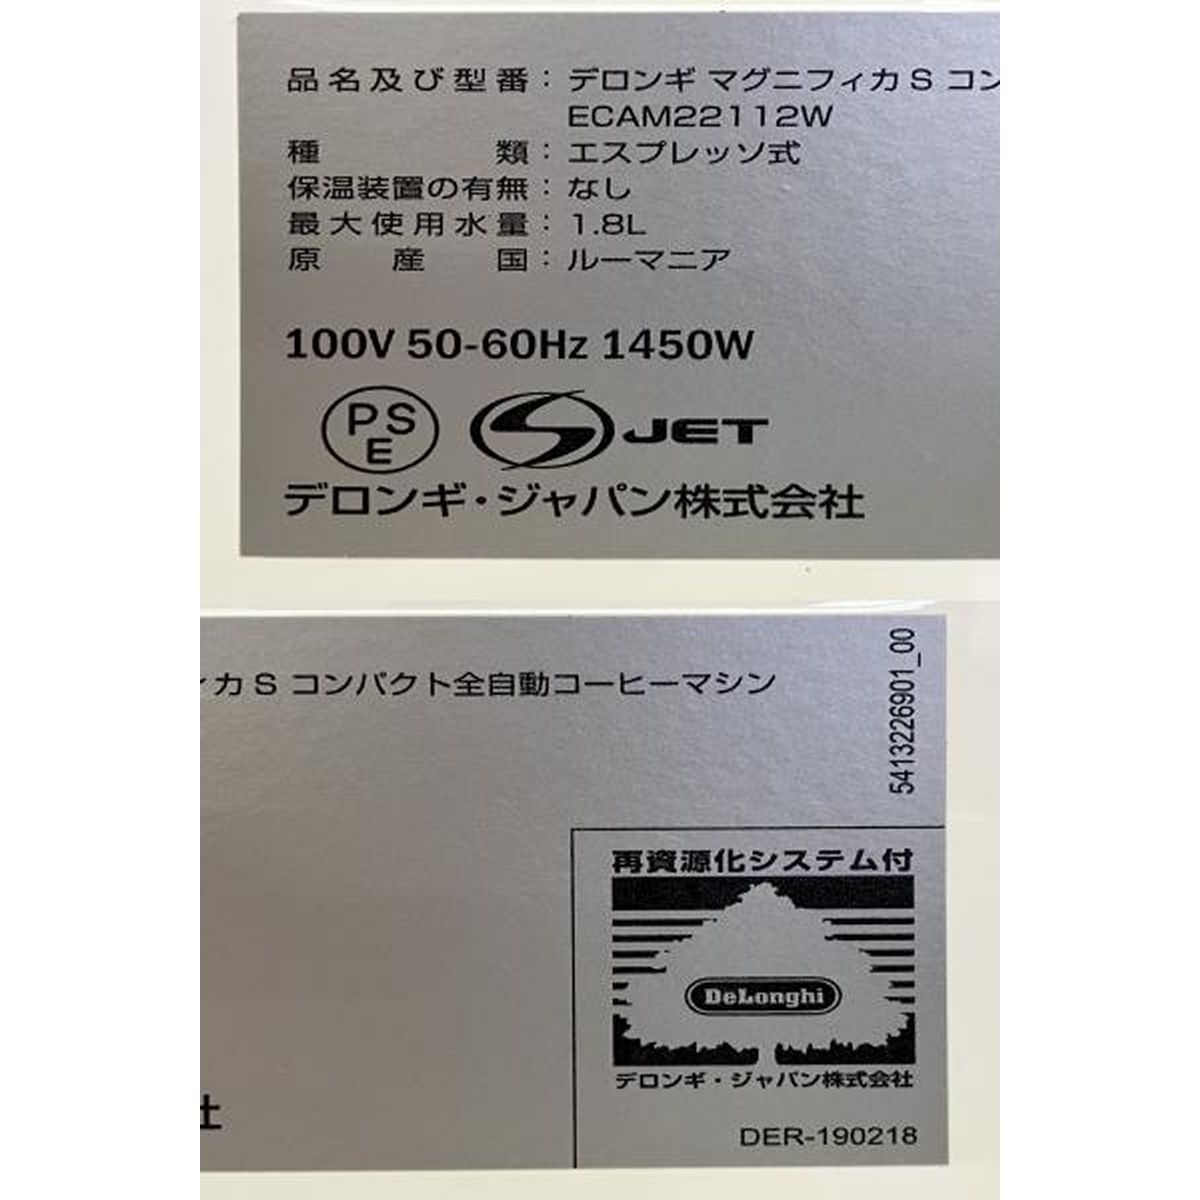 品名及び型番：デロンギ マグニフィカS コン
ECAM22112W
種類：エスプレッソ式
保温装置の有無：なし
最大使用水量：1.8L
原産国：ルーマニア
100V 50-60Hz 1450W
PS
E
JET
デロンギ・ジャパン株式会社
ィカS コンパクト全自動コーヒーマシン
5413226901_00
再資源化システム付
DeLonghi
デロンギ・ジャパン株式会社
社
DER-190218